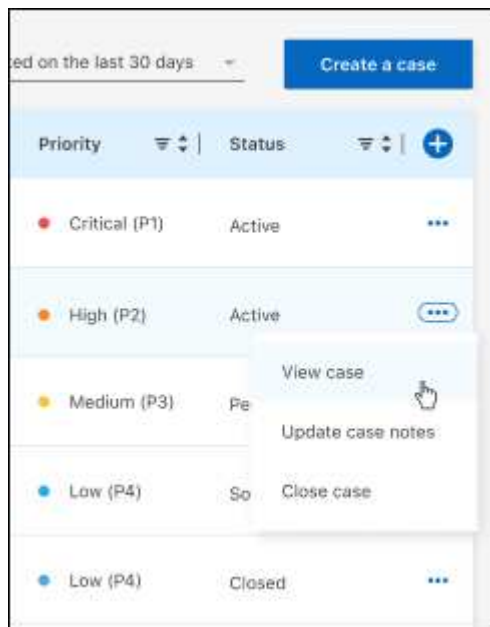 ted on the last 30 days
Create a case
Priority Status
Critical (P1) Active
High (P2) Active
View case
Medium (P3) Pe
Update case notes
Low (P4) So Close case
Low (P4) Closed